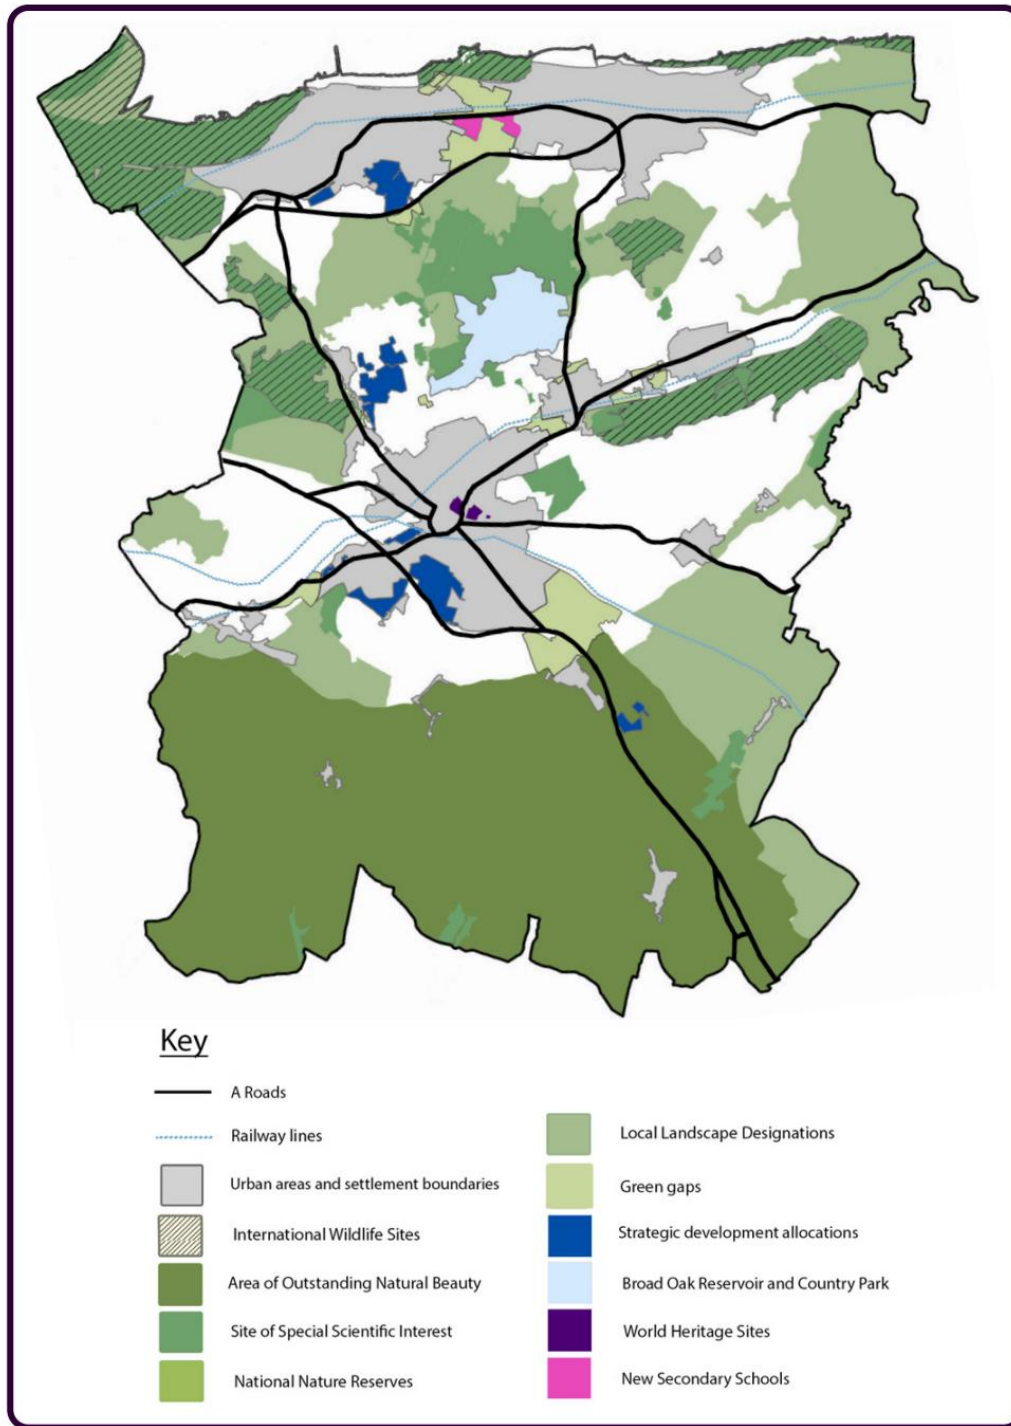 Key
A Roads
Railway lines
Urban areas and settlement boundaries
International Wildlife Sites
Area of Outstanding Natural Beauty
Site of Special Scientific Interest
National Nature Reserves
Local Landscape Designations
Green gaps
Strategic development allocations
Broad Oak Reservoir and Country Park
World Heritage Sites
New Secondary Schools